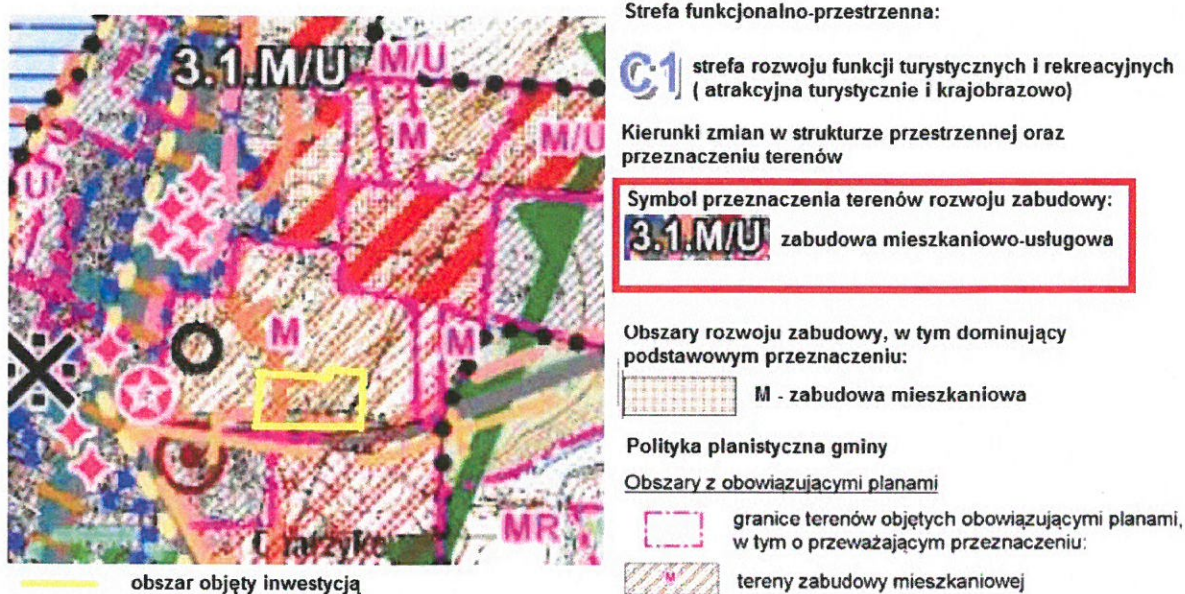 3.1.M/U
M/U
M
M/U
U
M
M
MR
obszar objęty inwestycją
Strefa funkcjonalno-przestrzenna:
C1 strefa rozwoju funkcji turystycznych i rekreacyjnych
( atrakcyjna turystycznie i krajobrazowo)
Kierunki zmian w strukturze przestrzennej oraz
przeznaczeniu terenów
Symbol przeznaczenia terenów rozwoju zabudowy:
3.1.M/U zabudowa mieszkaniowo-usługowa
Obszary rozwoju zabudowy, w tym dominujący
podstawowym przeznaczeniu:
M - zabudowa mieszkaniowa
Polityka planistyczna gminy
Obszary z obowiązującymi planami
granice terenów objętych obowiązującymi planami,
w tym o przeważającym przeznaczeniu:
M tereny zabudowy mieszkaniowej